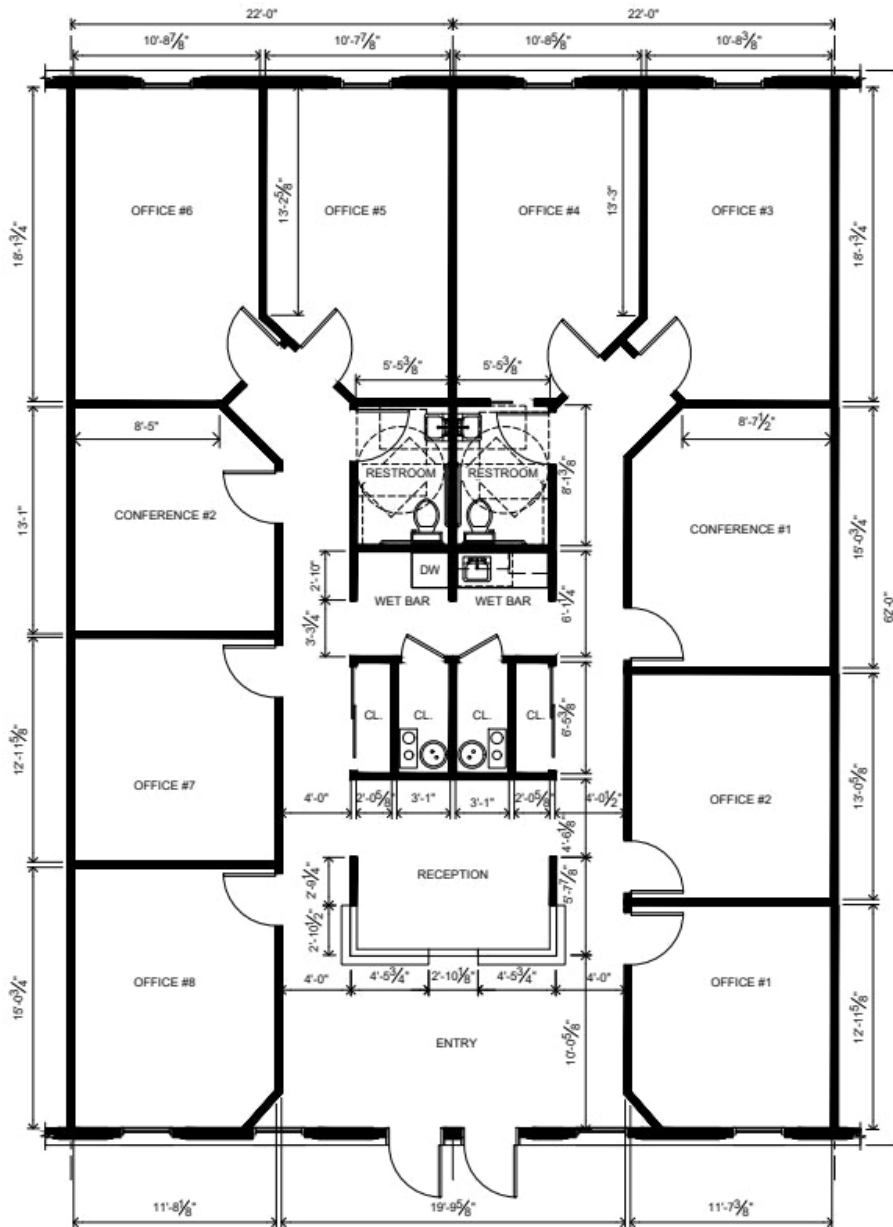 22'-0" 22'-0"
10'-8⅞" 10'-7⅞" 10'-8⅝" 10'-8⅜"
18'-1¾" 13'-2⅝" 13'-3" 18'-1¾"
OFFICE #6 OFFICE #5 OFFICE #4 OFFICE #3
5'-5⅜" 5'-5⅜"
8'-5" 8'-7½"
RESTROOM RESTROOM 8'-1⅜"
13'-1" CONFERENCE #2 CONFERENCE #1 15'-0¾"
2'-10" DW
WET BAR WET BAR 6'-1¼" 62'-0"
3'-3¼"
CL. CL. CL. CL. 6'-5⅜"
12'-11⅝" OFFICE #7 OFFICE #2 13'-0⅝"
4'-0" 2'-0⅝" 3'-1" 3'-1" 2'-0⅝" 4'-0½"
4'-6⅛"
2'-9¼" RECEPTION 5'-7⅞"
2'-10½"
4'-0" 4'-5¾" 2'-10⅛" 4'-5¾" 4'-0"
15'-0¾" OFFICE #8 OFFICE #1 12'-11⅝"
ENTRY 10'-0⅝"
11'-8⅛" 19'-9⅝" 11'-7⅜"